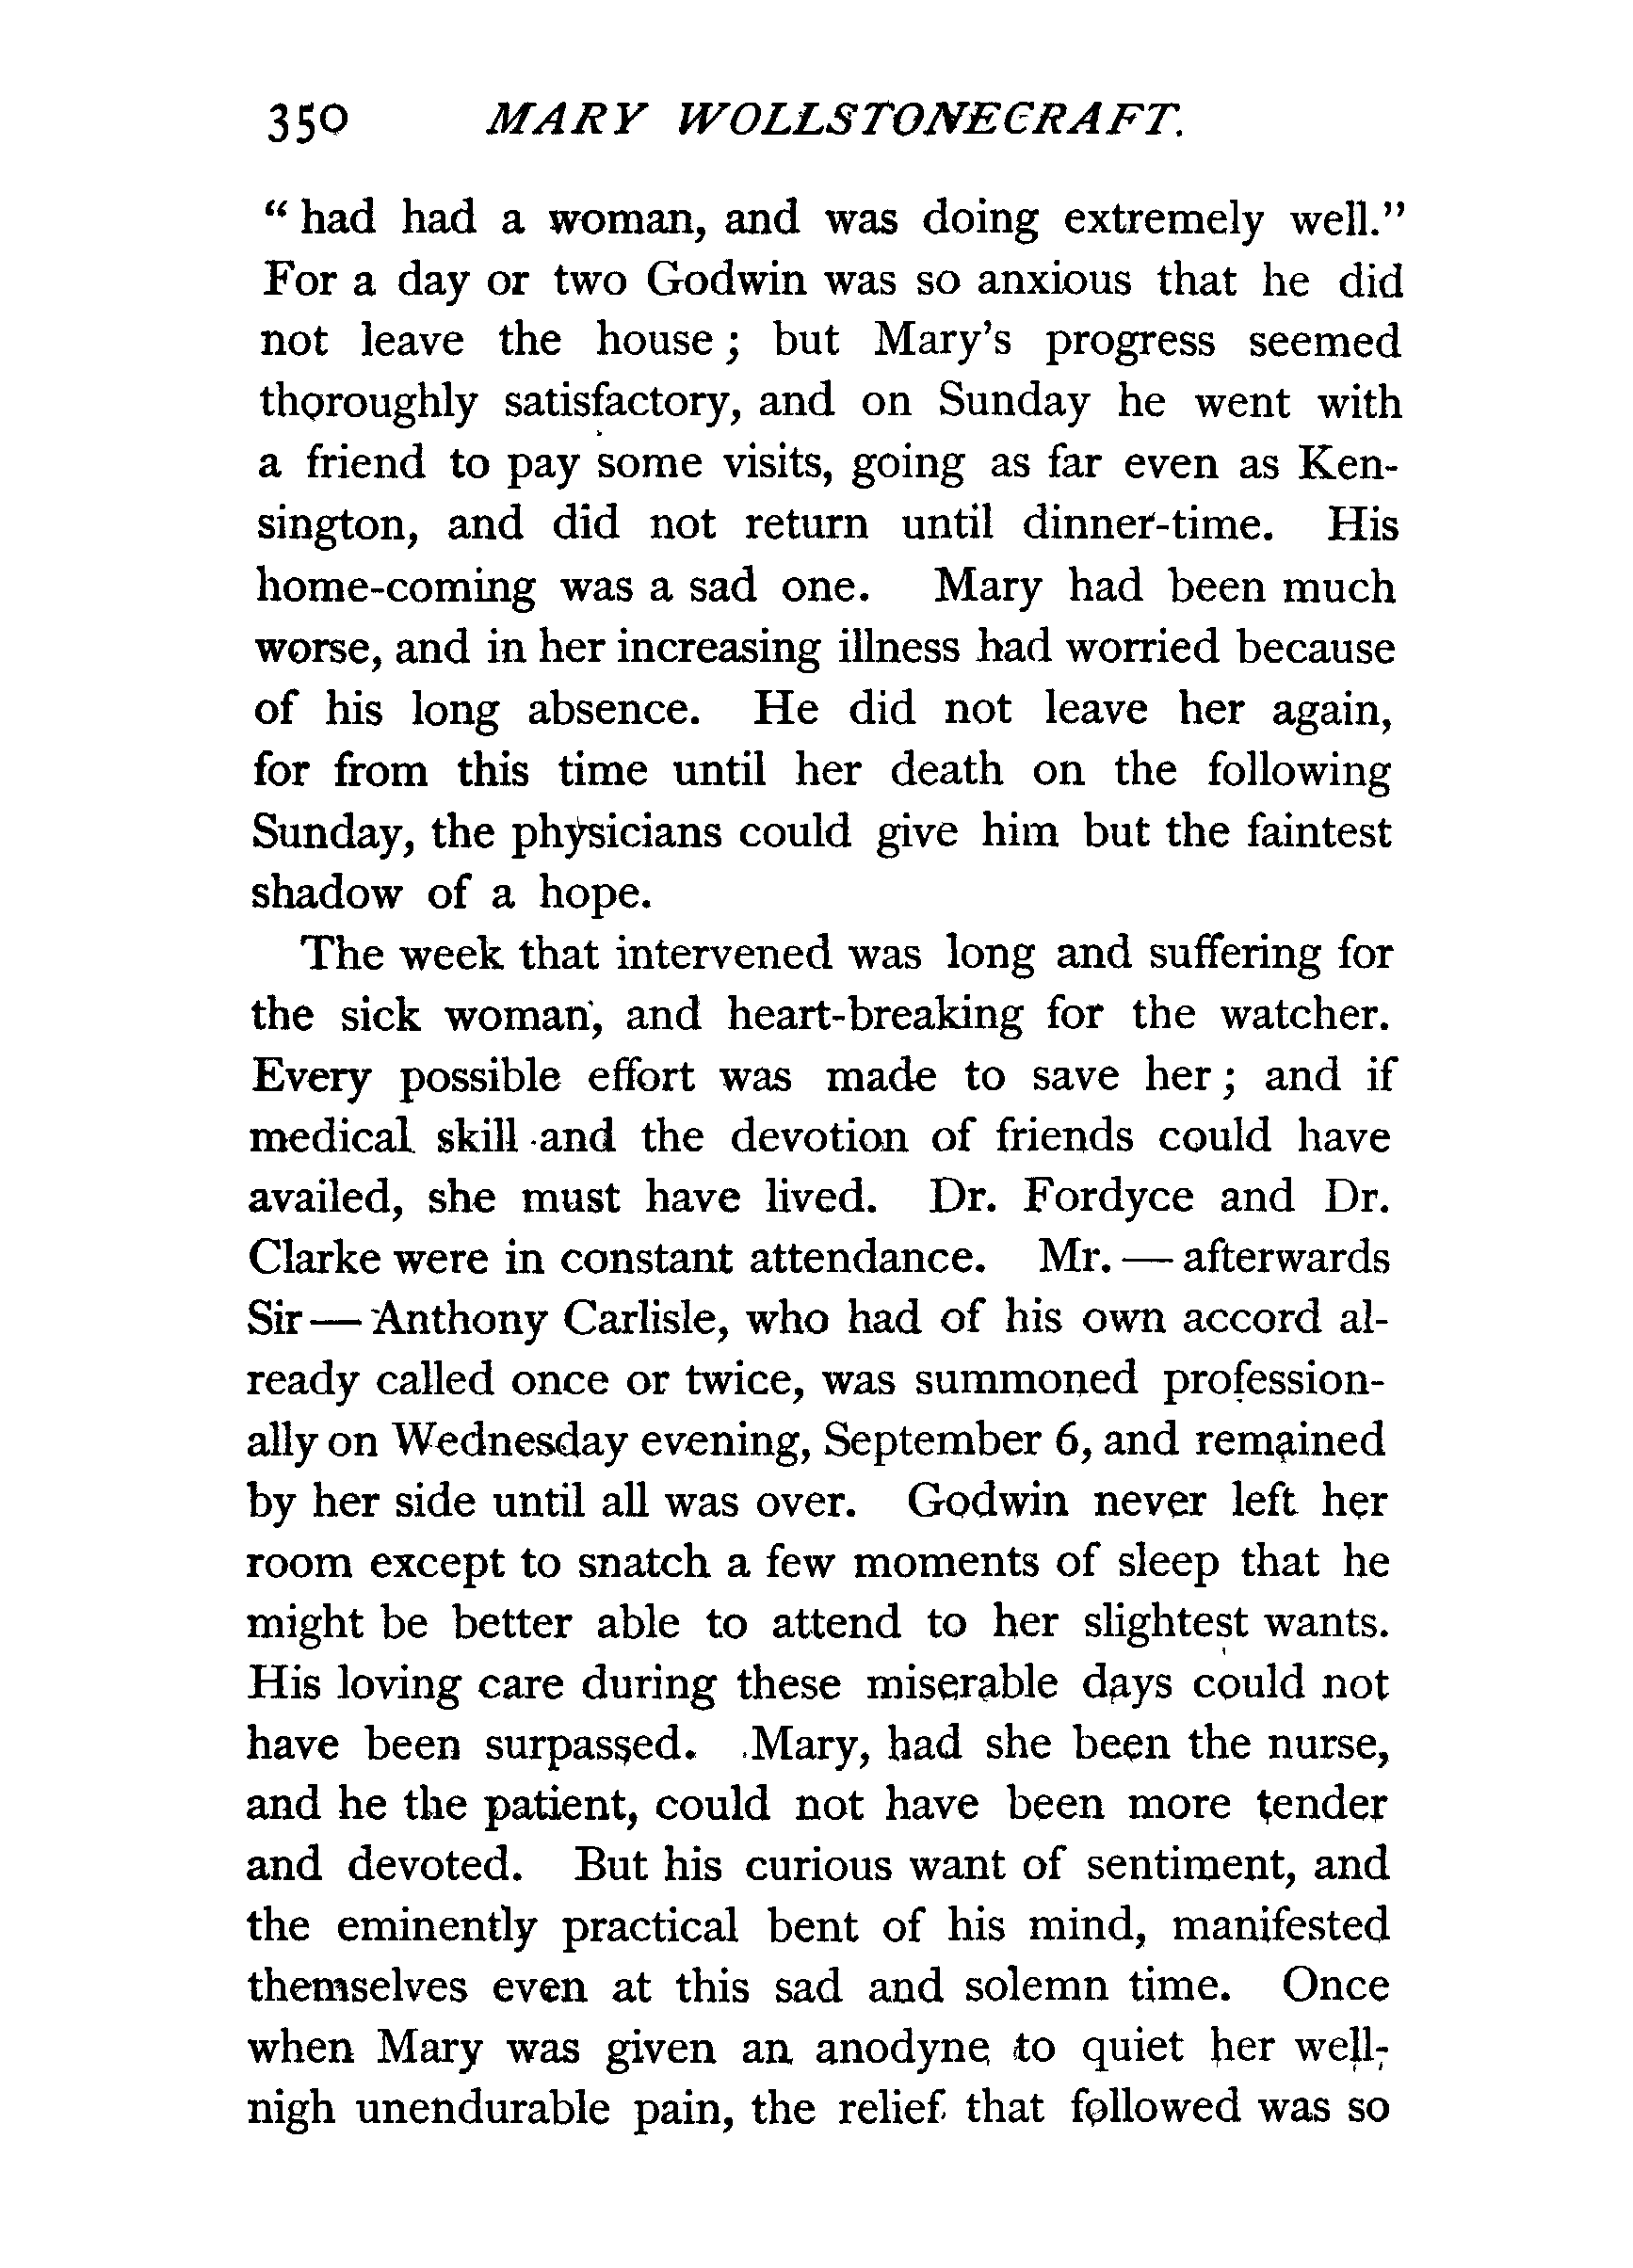 350 MARY WOLLSTONECRAFT.
" had had a woman, and was doing extremely well."
For a day or two Godwin was so anxious that he did
not leave the house ; but Mary's progress seemed
thoroughly satisfactory, and on Sunday he went with
a friend to pay some visits, going as far even as Ken-
sington, and did not return until dinner-time. His
home-coming was a sad one. Mary had been much
worse, and in her increasing illness had worried because
of his long absence. He did not leave her again,
for from this time until her death on the following
Sunday, the physicians could give him but the faintest
shadow of a hope.
The week that intervened was long and suffering for
the sick woman, and heart-breaking for the watcher.
Every possible effort was made to save her ; and if
medical skill and the devotion of friends could have
availed, she must have lived. Dr. Fordyce and Dr.
Clarke were in constant attendance. Mr. — afterwards
Sir — Anthony Carlisle, who had of his own accord al-
ready called once or twice, was summoned profession-
ally on Wednesday evening, September 6, and remained
by her side until all was over. Godwin never left her
room except to snatch a few moments of sleep that he
might be better able to attend to her slightest wants.
His loving care during these miserable days could not
have been surpassed. Mary, had she been the nurse,
and he the patient, could not have been more tender
and devoted. But his curious want of sentiment, and
the eminently practical bent of his mind, manifested
themselves even at this sad and solemn time. Once
when Mary was given an anodyne to quiet her well-
nigh unendurable pain, the relief that followed was so